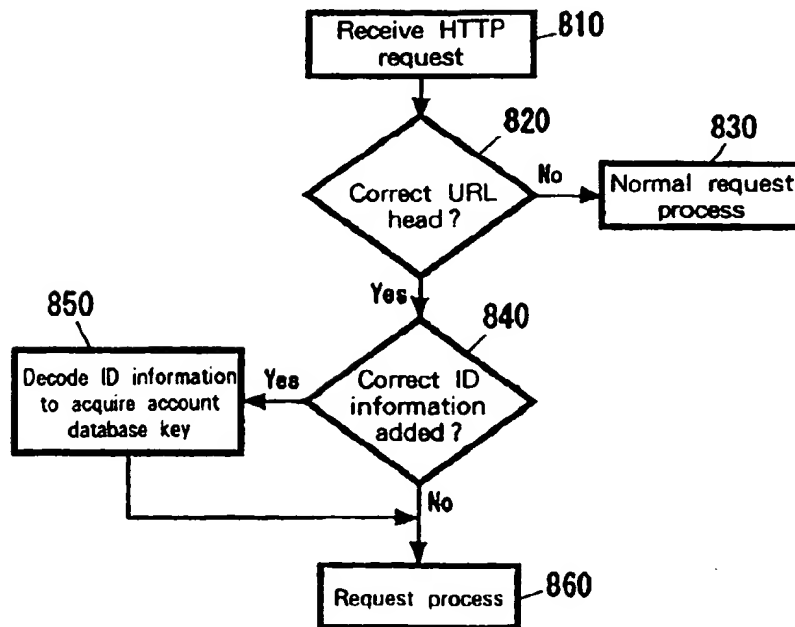 Receive HTTP
request
810
820
Correct URL
head?
No
830
Normal request
process
Yes
840
Correct ID
information
added?
Yes
850
Decode ID information
to acquire account
database key
No
Request process
860